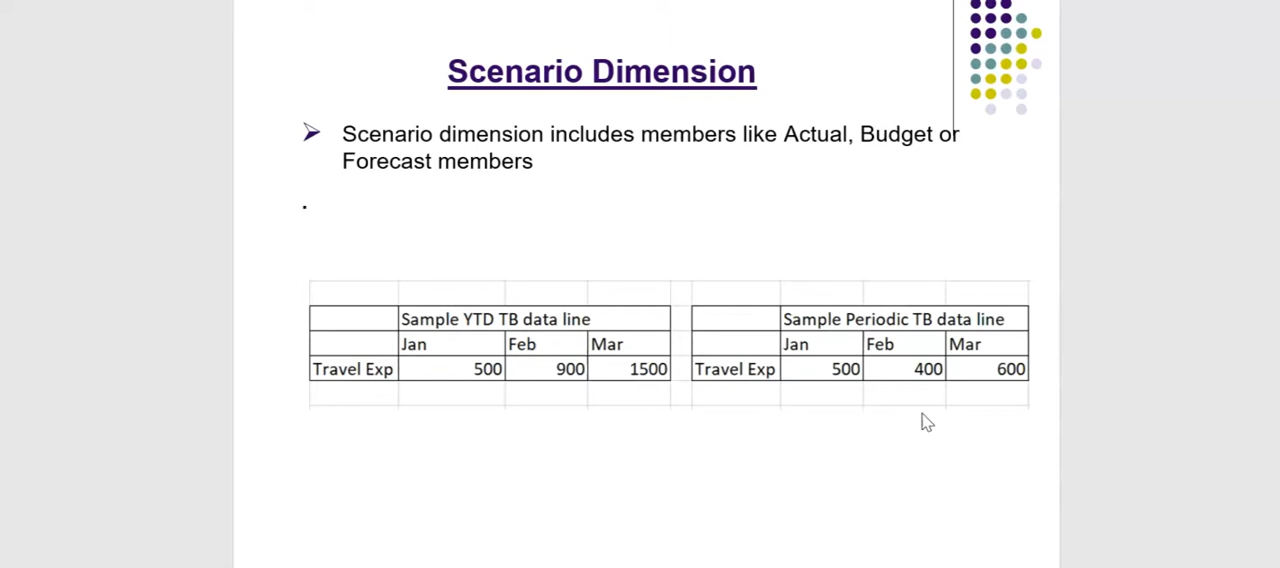 Scenario Dimension
Scenario dimension includes members like Actual, Budget or
Forecast members
.
Sample YTD TB data line
Jan Feb Mar
Travel Exp 500 900 1500
Sample Periodic TB data line
Jan Feb Mar
Travel Exp 500 400 600